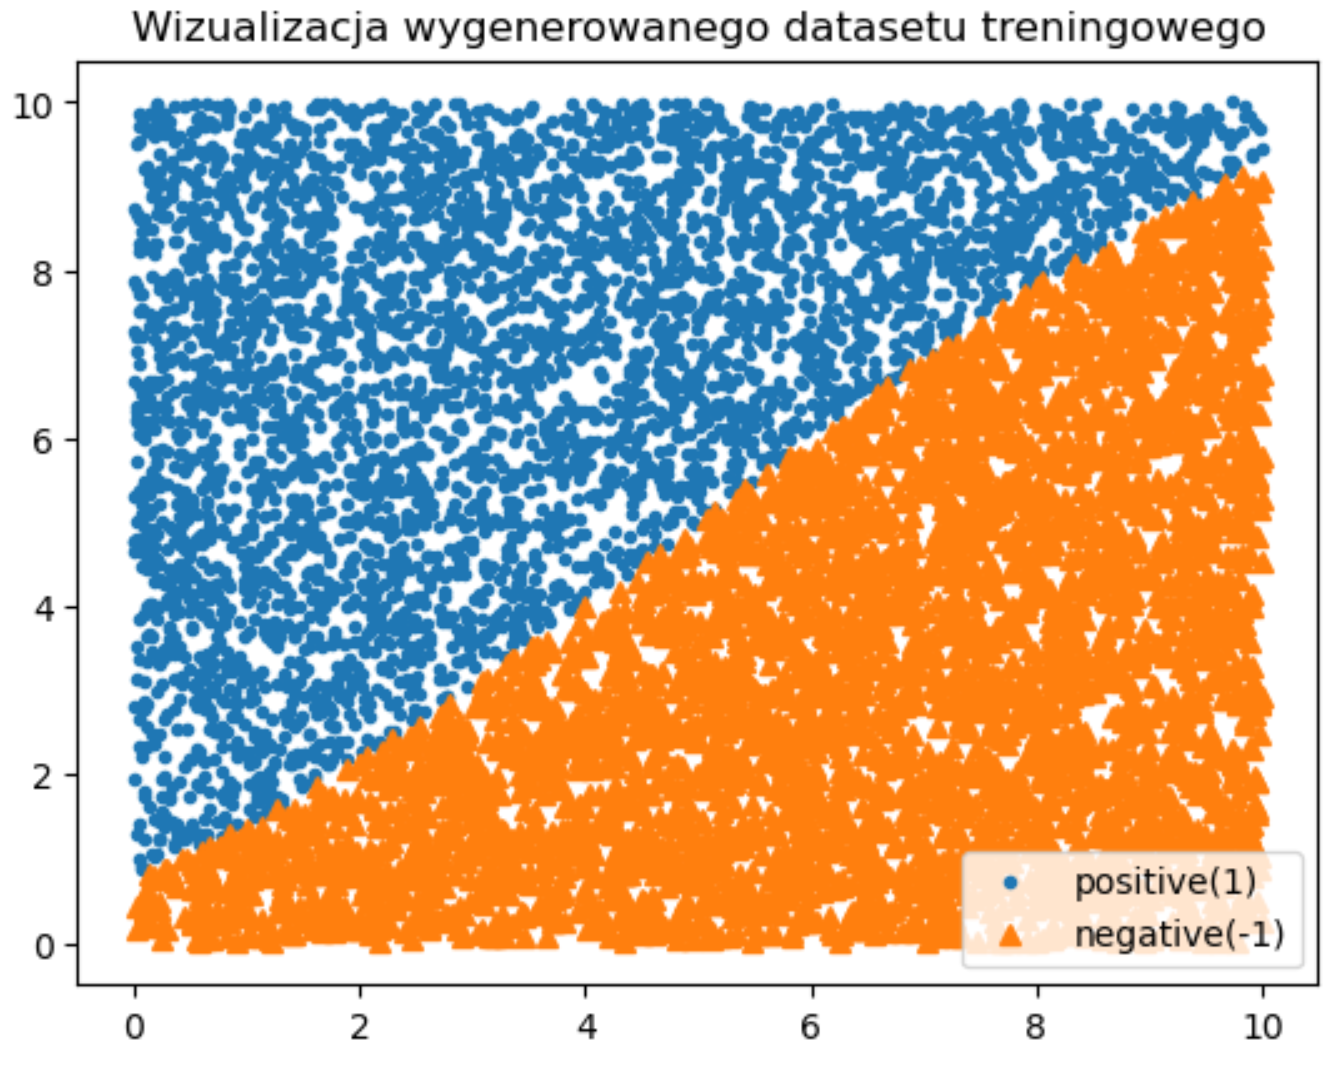 Wizualizacja wygenerowanego datasetu treningowego
10
8
6
4
2
0
positive(1)
negative(-1)
0 2 4 6 8 10